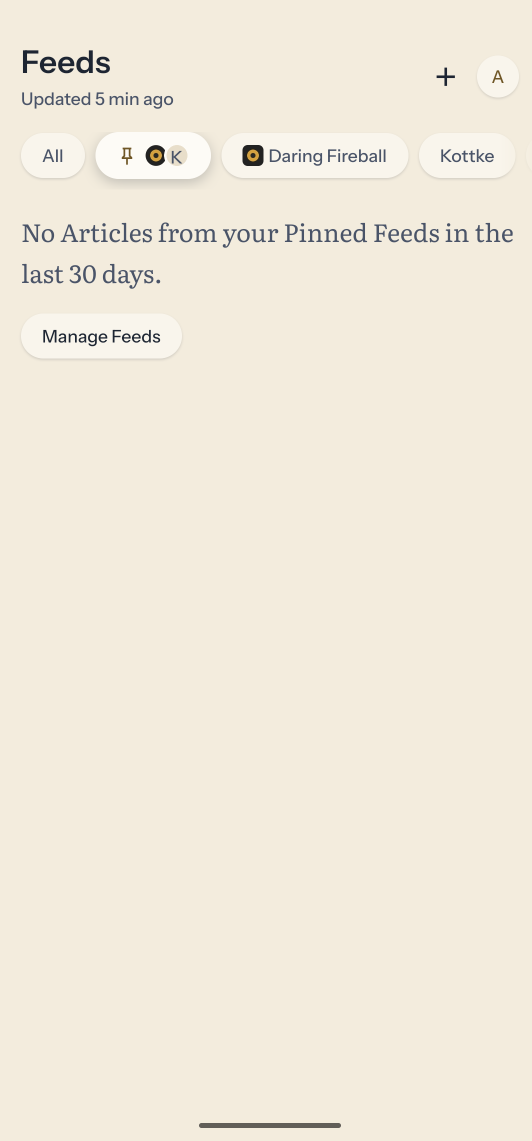 Feeds
Updated 5 min ago
A
All
K
Daring Fireball
Kottke
No Articles from your Pinned Feeds in the
last 30 days.
Manage Feeds